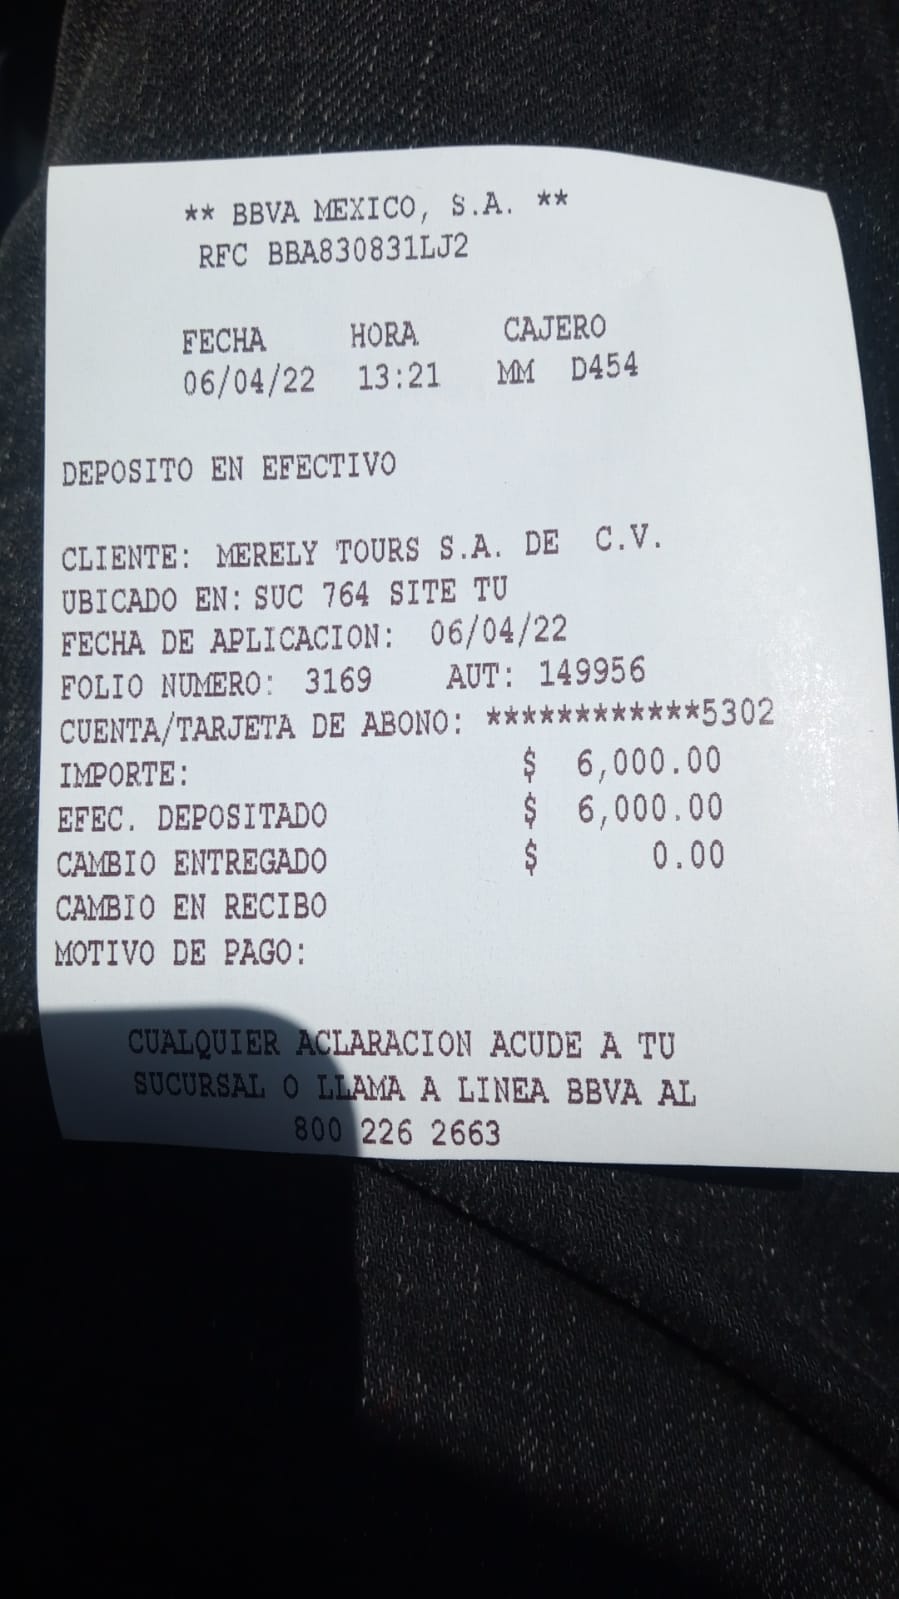 ** BBVA MEXICO, S.A. **
RFC BBA830831LJ2
FECHA HORA CAJERO
06/04/22 13:21 MM D454
DEPOSITO EN EFECTIVO
CLIENTE: MERELY TOURS S.A. DE C.V.
UBICADO EN: SUC 764 SITE TU
FECHA DE APLICACION: 06/04/22
FOLIO NUMERO: 3169 AUT: 149956
CUENTA/TARJETA DE ABONO: ************5302
IMPORTE: $ 6,000.00
EFEC. DEPOSITADO $ 6,000.00
CAMBIO ENTREGADO $ 0.00
CAMBIO EN RECIBO
MOTIVO DE PAGO:
CUALQUIER ACLARACION ACUDE A TU
SUCURSAL O LLAMA A LINEA BBVA AL
800 226 2663